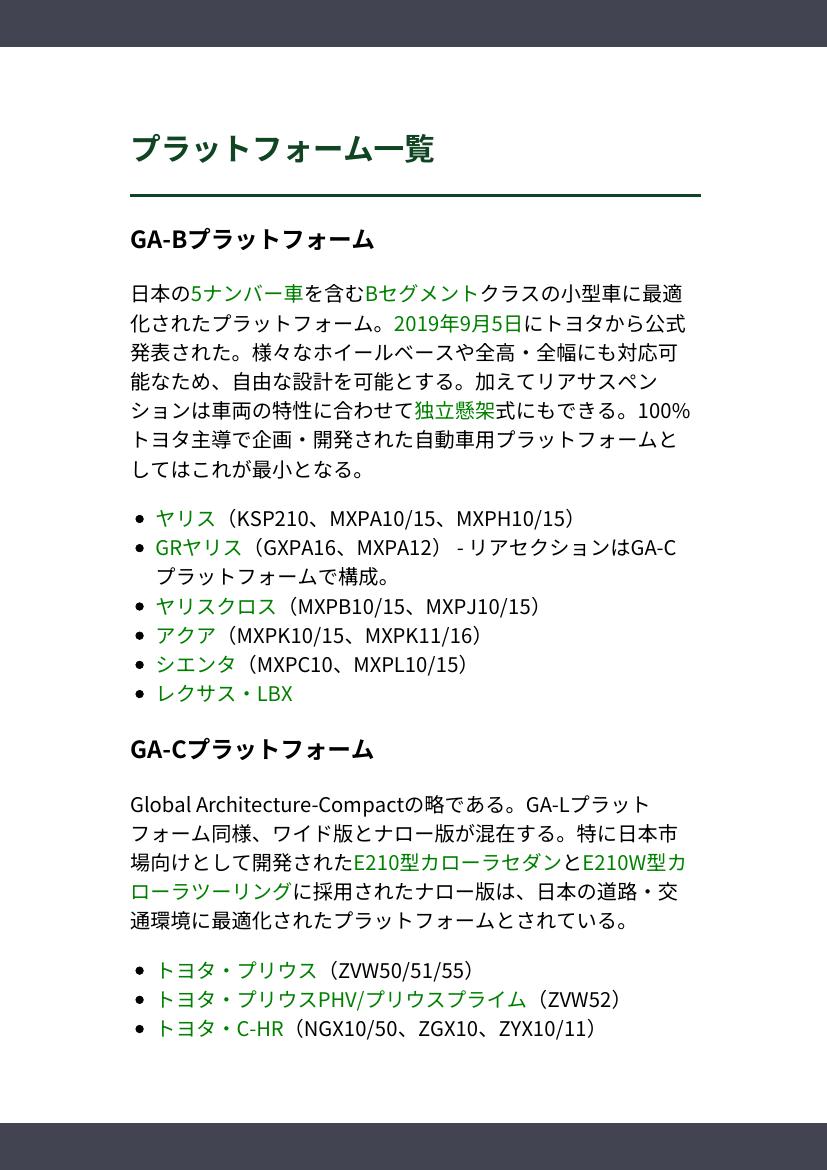 プラットフォーム一覧
GA-Bプラットフォーム
日本の5ナンバー車を含むBセグメントクラスの小型車に最適
化されたプラットフォーム。2019年9月5日にトヨタから公式
発表された。様々なホイールベースや全高・全幅にも対応可
能なため、自由な設計を可能とする。加えてリアサスペン
ションは車両の特性に合わせて独立懸架式にもできる。100%
トヨタ主導で企画・開発された自動車用プラットフォームと
してはこれが最小となる。
• ヤリス（KSP210、MXPA10/15、MXPH10/15）
• GRヤリス（GXPA16、MXPA12） - リアセクションはGA-C
プラットフォームで構成。
• ヤリスクロス（MXPB10/15、MXPJ10/15）
• アクア（MXPK10/15、MXPK11/16）
• シエンタ（MXPC10、MXPL10/15）
• レクサス・LBX
GA-Cプラットフォーム
Global Architecture-Compactの略である。GA-Lプラット
フォーム同様、ワイド版とナロー版が混在する。特に日本市
場向けとして開発されたE210型カローラセダンとE210W型カ
ローラツーリングに採用されたナロー版は、日本の道路・交
通環境に最適化されたプラットフォームとされている。
• トヨタ・プリウス（ZVW50/51/55）
• トヨタ・プリウスPHV/プリウスプライム（ZVW52）
• トヨタ・C-HR（NGX10/50、ZGX10、ZYX10/11）